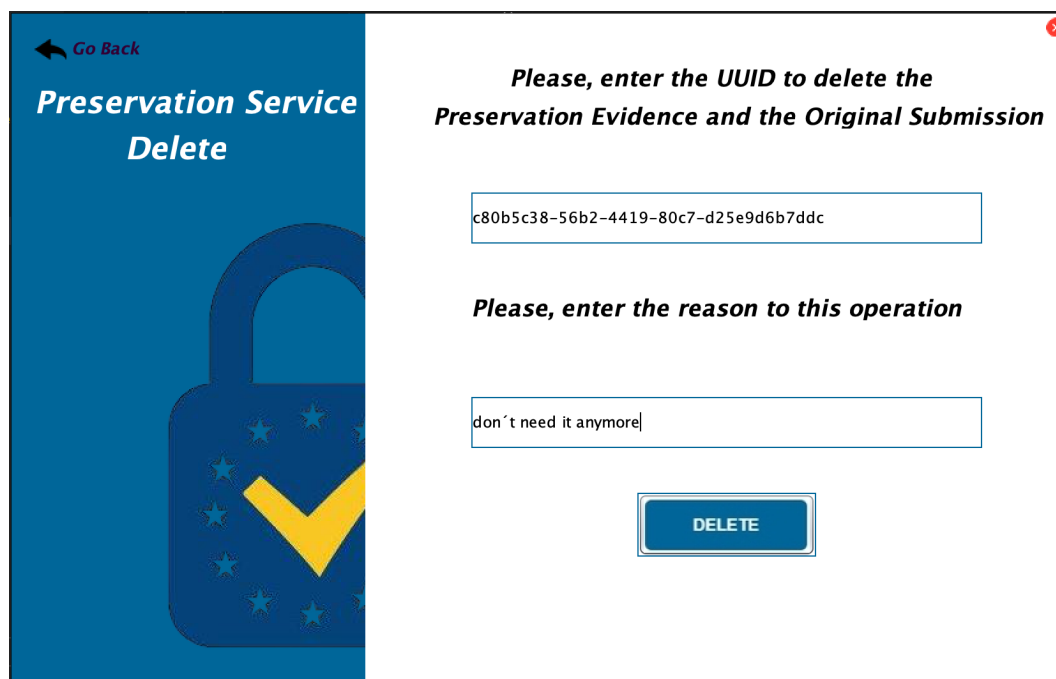 Go Back
Preservation Service
Delete
Please, enter the UUID to delete the
Preservation Evidence and the Original Submission
c80b5c38-56b2-4419-80c7-d25e9d6b7ddc
Please, enter the reason to this operation
don´t need it anymore
DELETE